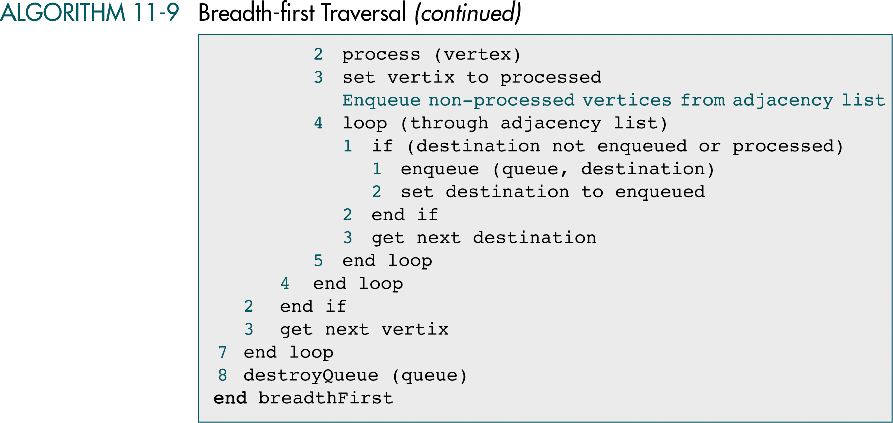 ALGORITHM 11-9 Breadth-first Traversal (continued)
2 process (vertex)
3 set vertix to processed
Enqueue non-processed vertices from adjacency list
4 loop (through adjacency list)
1 if (destination not enqueued or processed)
1 enqueue (queue, destination)
2 set destination to enqueued
2 end if
3 get next destination
5 end loop
4 end loop
2 end if
3 get next vertix
7 end loop
8 destroyQueue (queue)
end breadthFirst